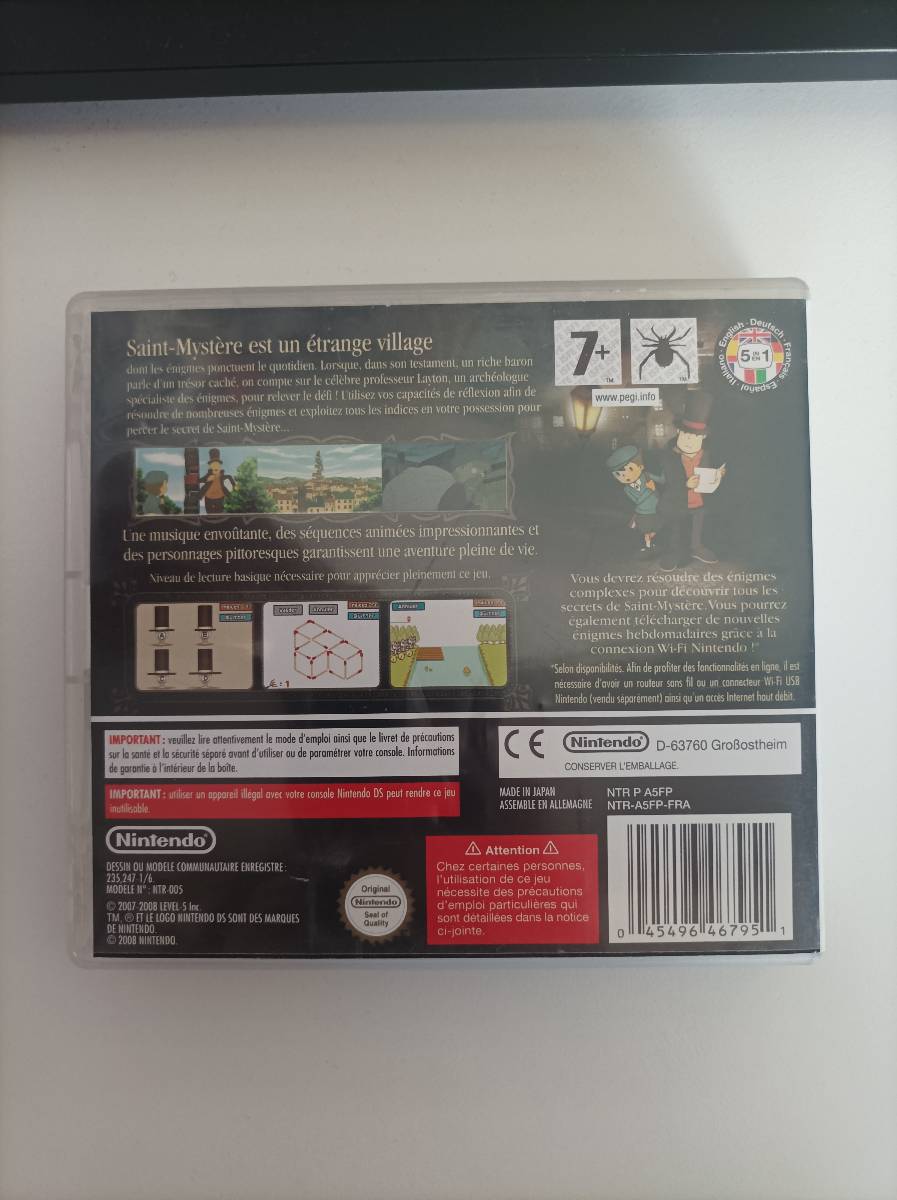 Saint-Mystère est un étrange village
dont les énigmes ponctuent le quotidien. Lorsque, dans son testament, un riche baron
parle d'un trésor caché, on compte sur le célèbre professeur Layton, un archéologue
spécialiste des énigmes, pour relever le défi ! Utilisez vos capacités de réflexion afin de
résoudre de nombreuses énigmes et exploitez tous les indices en votre possession pour
percer le secret de Saint-Mystère...
7+
TM
TM
www.pegi.info
English · Deutsch · Français · Español · Italiano
5 IN EN 1
Une musique envoûtante, des séquences animées impressionnantes et
des personnages pittoresques garantissent une aventure pleine de vie.
Niveau de lecture basique nécessaire pour apprécier pleinement ce jeu.
A
B
C
D
Valider
Annuler
Annuler
: 1
Vous devrez résoudre des énigmes
complexes pour découvrir tous les
secrets de Saint-Mystère. Vous pourrez
également télécharger de nouvelles
énigmes hebdomadaires grâce à la
connexion Wi-Fi Nintendo !*
*Selon disponibilités. Afin de profiter des fonctionnalités en ligne, il est
nécessaire d'avoir un routeur sans fil ou un connecteur Wi-Fi USB
Nintendo (vendu séparément) ainsi qu'un accès Internet haut débit.
IMPORTANT : veuillez lire attentivement le mode d'emploi ainsi que le livret de précautions
sur la santé et la sécurité séparé avant d'utiliser ou de paramétrer votre console. Informations
de garantie à l'intérieur de la boîte.
IMPORTANT : utiliser un appareil illégal avec votre console Nintendo DS peut rendre ce jeu
inutilisable.
CE
Nintendo®
D-63760 Großostheim
CONSERVER L'EMBALLAGE.
MADE IN JAPAN
ASSEMBLE EN ALLEMAGNE
NTR P A5FP
NTR-A5FP-FRA
Nintendo®
DESSIN OU MODELE COMMUNAUTAIRE ENREGISTRE :
235.247-1/6.
MODELE N° : NTR-005
© 2007-2008 LEVEL-5 Inc.
TM, ® ET LE LOGO NINTENDO DS SONT DES MARQUES
DE NINTENDO.
© 2008 NINTENDO.
Original
Nintendo
Seal of
Quality
Attention
Chez certaines personnes,
l'utilisation de ce jeu
nécessite des précautions
d'emploi particulières qui
sont détaillées dans la notice
ci-jointe.
0 45496 46795 1